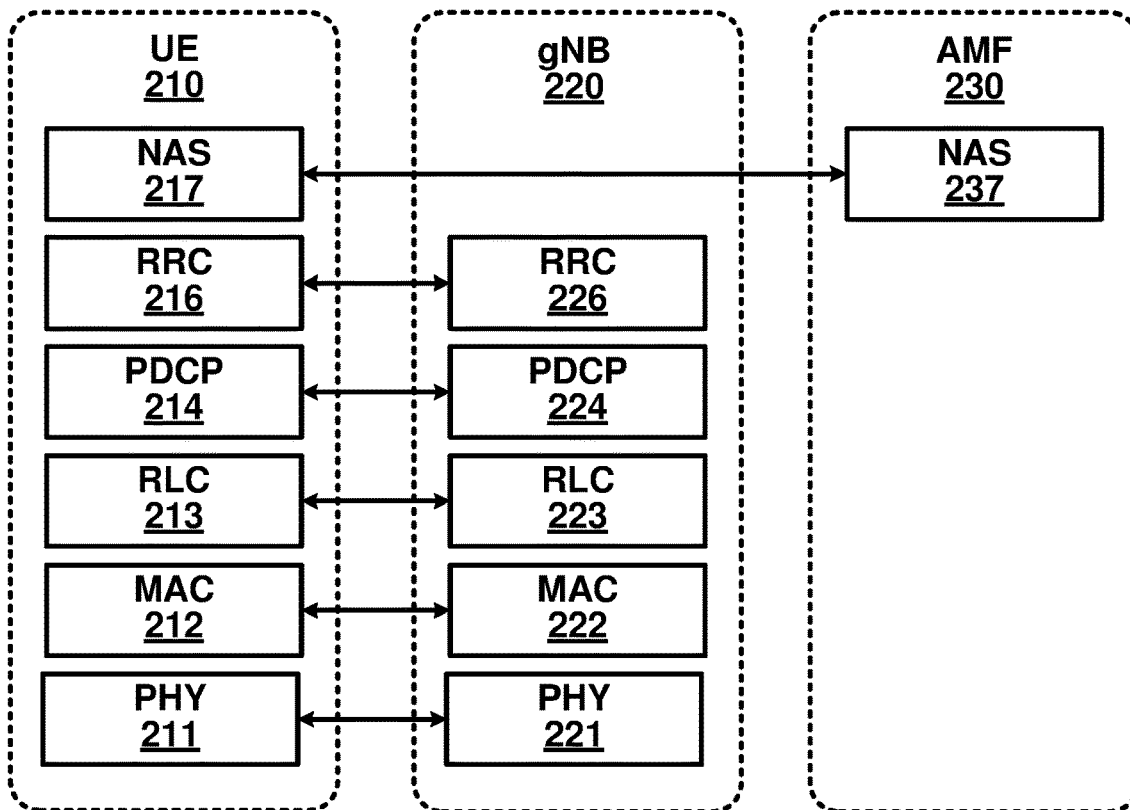 UE
210
gNB
220
AMF
230
NAS
217
NAS
237
RRC
216
RRC
226
PDCP
214
PDCP
224
RLC
213
RLC
223
MAC
212
MAC
222
PHY
211
PHY
221